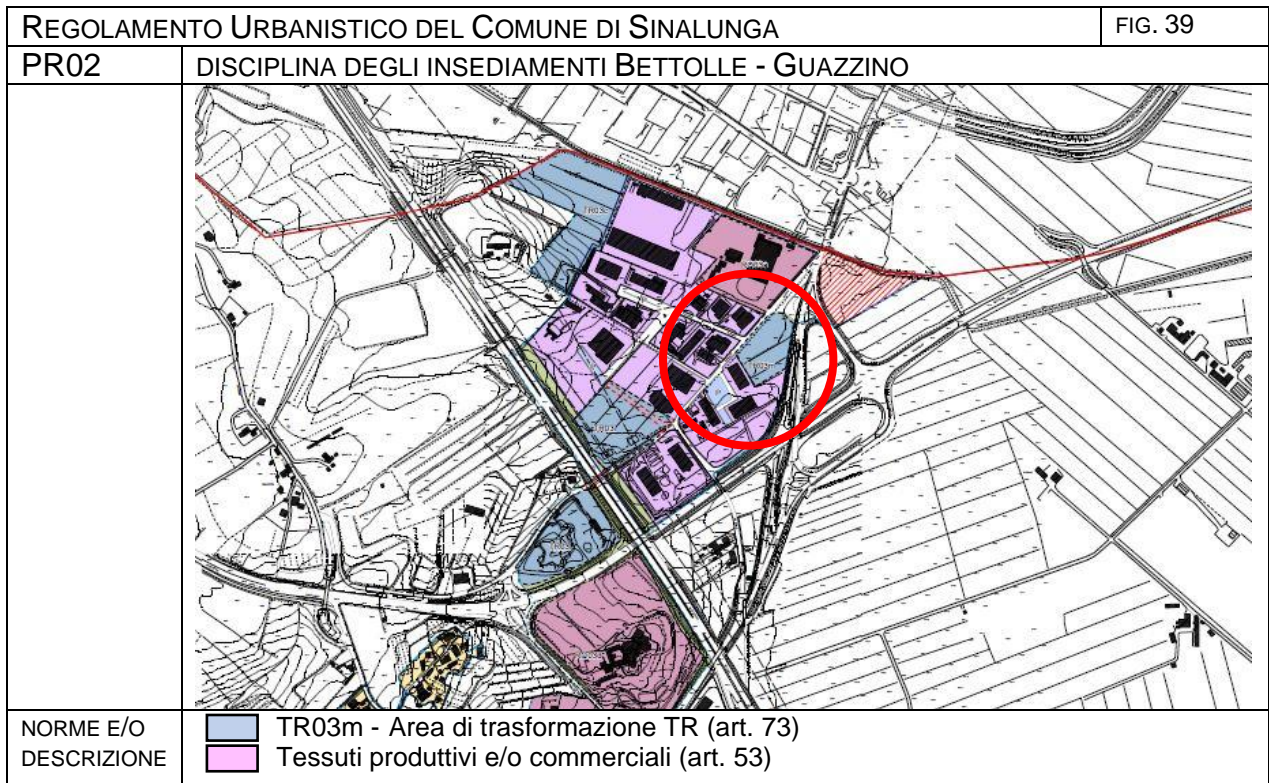 REGOLAMENTO URBANISTICO DEL COMUNE DI SINALUNGA
FIG. 39
PR02
DISCIPLINA DEGLI INSEDIAMENTI BETTOLLE - GUAZZINO
NORME E/O
DESCRIZIONE
TR03m - Area di trasformazione TR (art. 73)
Tessuti produttivi e/o commerciali (art. 53)